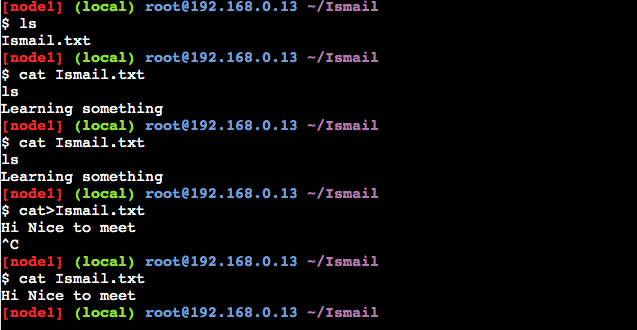 [node1] (local) root@192.168.0.13 ~/Ismail
$ ls
Ismail.txt
[node1] (local) root@192.168.0.13 ~/Ismail
$ cat Ismail.txt
ls
Learning something
[node1] (local) root@192.168.0.13 ~/Ismail
$ cat Ismail.txt
ls
Learning something
[node1] (local) root@192.168.0.13 ~/Ismail
$ cat>Ismail.txt
Hi Nice to meet
^C
[node1] (local) root@192.168.0.13 ~/Ismail
$ cat Ismail.txt
Hi Nice to meet
[node1] (local) root@192.168.0.13 ~/Ismail